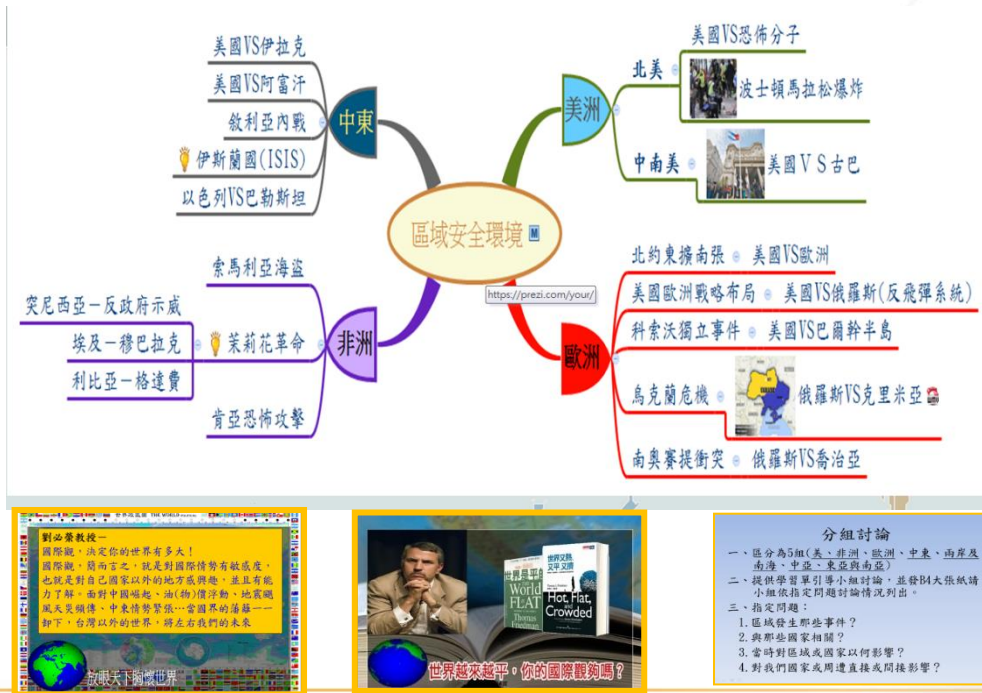 區域安全環境
https://prezi.com/your/
中東
美國VS伊拉克
美國VS阿富汗
敘利亞內戰
伊斯蘭國(ISIS)
以色列VS巴勒斯坦
非洲
索馬利亞海盜
茉莉花革命
突尼西亞－反政府示威
埃及－穆巴拉克
利比亞－格達費
肯亞恐怖攻擊
美洲
北美
美國VS恐怖分子
波士頓馬拉松爆炸
中南美
美國VS古巴
歐洲
北約東擴南張
美國VS歐洲
美國歐洲戰略布局
美國VS俄羅斯(反飛彈系統)
科索沃獨立事件
美國VS巴爾幹半島
烏克蘭危機
俄羅斯VS克里米亞
南奧賽提衝突
俄羅斯VS喬治亞
劉必榮教授－
國際觀，決定你的世界有多大！
國際觀，簡而言之，就是對國際情勢有敏感度，
也就是對自己國家以外的地方感興趣，並且有能
力了解。面對中國崛起、油(物)價浮動、地震颶
風天災頻傳、中東情勢緊張…當國界的藩籬一一
卸下，台灣以外的世界，將左右我們的未來
放眼天下胸懷世界
世界是平的
The World
is
FLAT
Thomas
Friedman
世界又熱
又平 又擠
Hot, Flat,
and
Crowded
世界越來越平，你的國際觀夠嗎？
分組討論
一、區分為5組(美、非洲、歐洲、中東、兩岸及
南海、中亞、東亞與南亞)
二、提供學習單引導小組討論，並發B4大張紙請
小組依指定問題討論情況列出。
三、指定問題：
1.區域發生那些事件？
2.與那些國家相關？
3.當時對區域或國家以何影響？
4.對我們國家或周遭直接或間接影響？